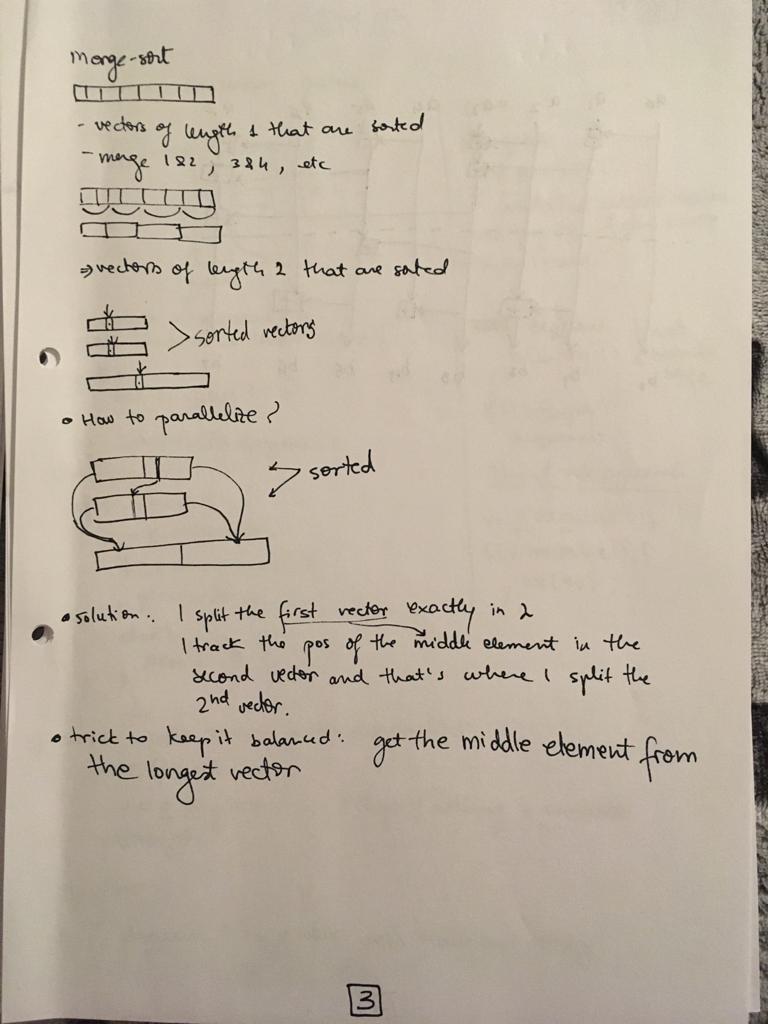 merge-sort
- vectors of length 1 that are sorted
- merge 1&2, 3&4, etc
⇒ vectors of length 2 that are sorted
> sorted vectors
• How to parallelize?
sorted
• solution: I split the first vector exactly in 2
I track the pos of the middle element in the
second vector and that's where I split the
2nd vector.
• trick to keep it balanced: get the middle element from
the longest vector
3